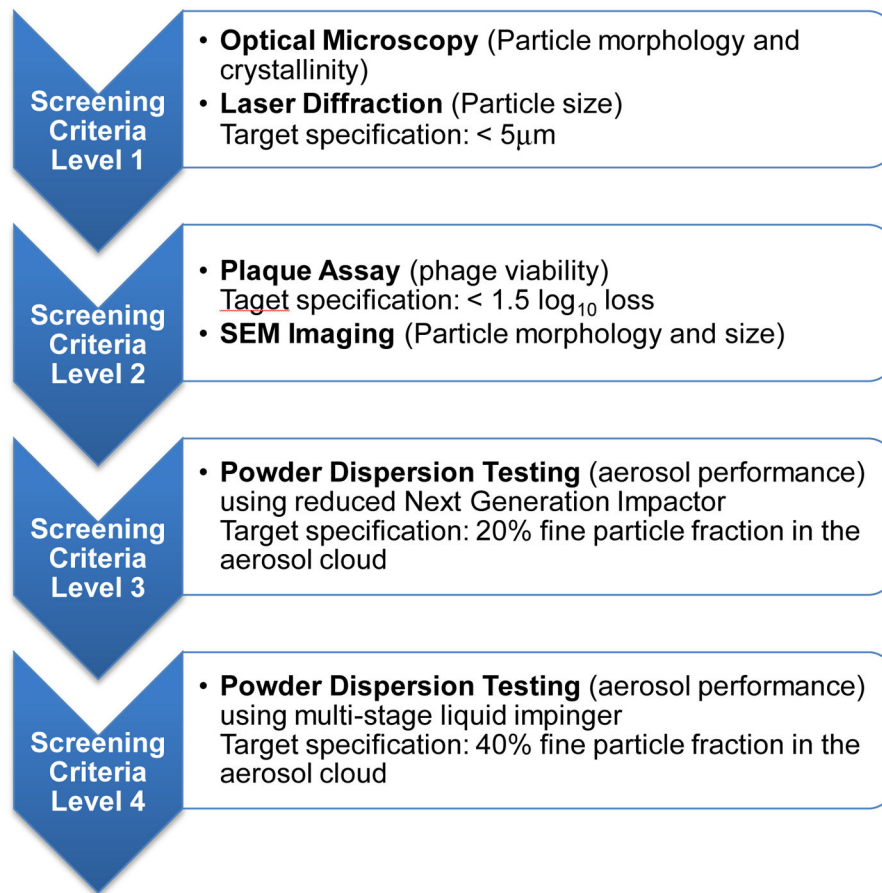 Screening
Criteria
Level 1
• Optical Microscopy (Particle morphology and
crystallinity)
• Laser Diffraction (Particle size)
Target specification: < 5μm
Screening
Criteria
Level 2
• Plaque Assay (phage viability)
Taget specification: < 1.5 log₁₀ loss
• SEM Imaging (Particle morphology and size)
Screening
Criteria
Level 3
• Powder Dispersion Testing (aerosol performance)
using reduced Next Generation Impactor
Target specification: 20% fine particle fraction in the
aerosol cloud
Screening
Criteria
Level 4
• Powder Dispersion Testing (aerosol performance)
using multi-stage liquid impinger
Target specification: 40% fine particle fraction in the
aerosol cloud